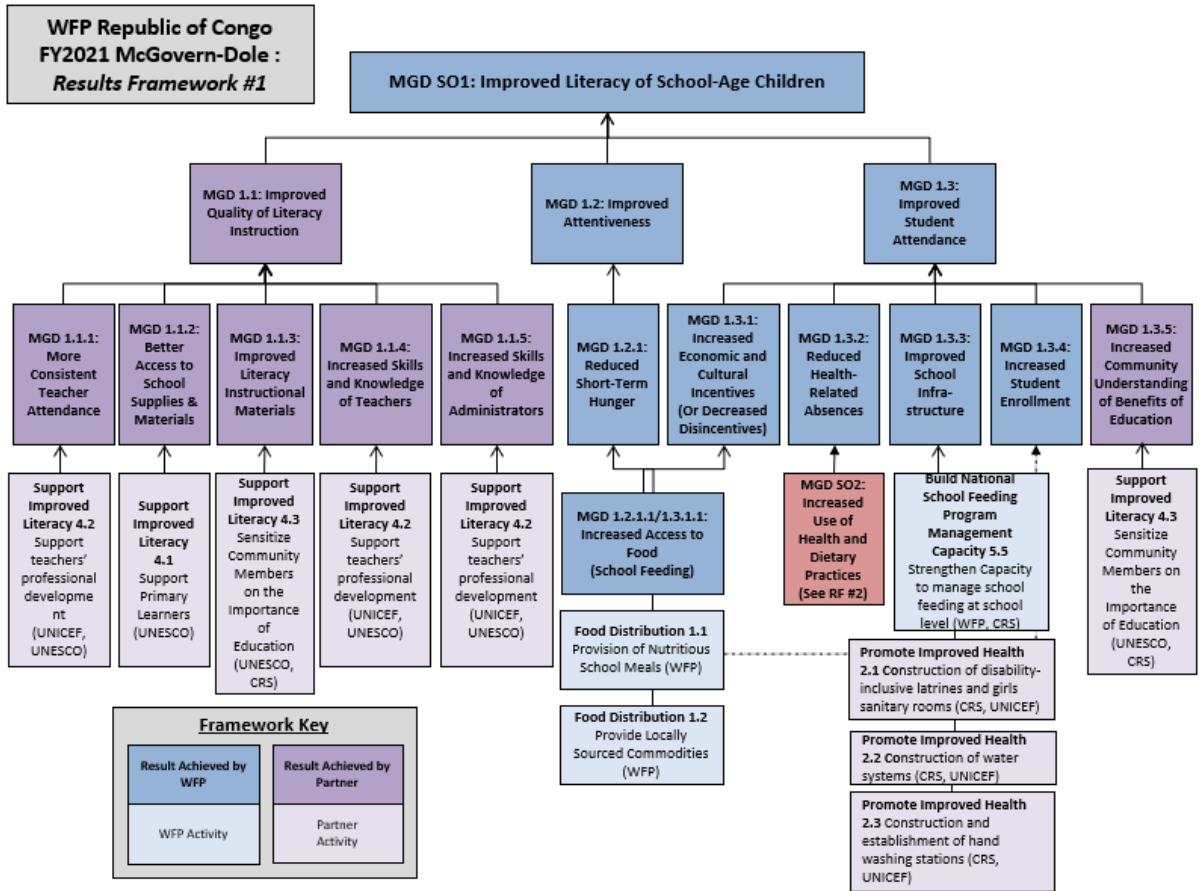 WFP Republic of Congo
FY2021 McGovern-Dole :
Results Framework #1
MGD SO1: Improved Literacy of School-Age Children
MGD 1.1: Improved
Quality of Literacy
Instruction
MGD 1.2: Improved
Attentiveness
MGD 1.3:
Improved
Student
Attendance
MGD 1.1.1:
More
Consistent
Teacher
Attendance
MGD 1.1.2:
Better
Access to
School
Supplies &
Materials
MGD 1.1.3:
Improved
Literacy
Instructional
Materials
MGD 1.1.4:
Increased Skills
and Knowledge
of Teachers
MGD 1.1.5:
Increased Skills
and Knowledge
of
Administrators
MGD 1.2.1:
Reduced
Short-Term
Hunger
MGD 1.3.1:
Increased
Economic and
Cultural
Incentives
(Or Decreased
Disincentives)
MGD 1.3.2:
Reduced
Health-
Related
Absences
MGD 1.3.3:
Improved
School
Infra-
structure
MGD 1.3.4:
Increased
Student
Enrollment
MGD 1.3.5:
Increased
Community
Understanding
of Benefits of
Education
Support
Improved
Literacy 4.2
Support
teachers’
professional
developme
nt
(UNICEF,
UNESCO)
Support
Improved
Literacy
4.1
Support
Primary
Learners
(UNESCO)
Support
Improved
Literacy 4.3
Sensitize
Community
Members
on the
Importance
of
Education
(UNESCO,
CRS)
Support
Improved
Literacy 4.2
Support
teachers’
professional
development
(UNICEF,
UNESCO)
Support
Improved
Literacy 4.2
Support
teachers’
professional
development
(UNICEF,
UNESCO)
MGD 1.2.1.1/1.3.1.1:
Increased Access to
Food
(School Feeding)
Food Distribution 1.1
Provision of Nutritious
School Meals (WFP)
Food Distribution 1.2
Provide Locally
Sourced Commodities
(WFP)
MGD SO2:
Increased
Use of
Health and
Dietary
Practices
(See RF #2)
Build National
School Feeding
Program
Management
Capacity 5.5
Strengthen Capacity
to manage school
feeding at school
level (WFP, CRS)
Promote Improved Health
2.1 Construction of disability-
inclusive latrines and girls
sanitary rooms (CRS, UNICEF)
Promote Improved Health
2.2 Construction of water
systems (CRS, UNICEF)
Promote Improved Health
2.3 Construction and
establishment of hand
washing stations (CRS,
UNICEF)
Support
Improved
Literacy 4.3
Sensitize
Community
Members on
the
Importance
of Education
(UNESCO,
CRS)
Framework Key
Result Achieved by
WFP
Result Achieved by
Partner
WFP Activity
Partner
Activity